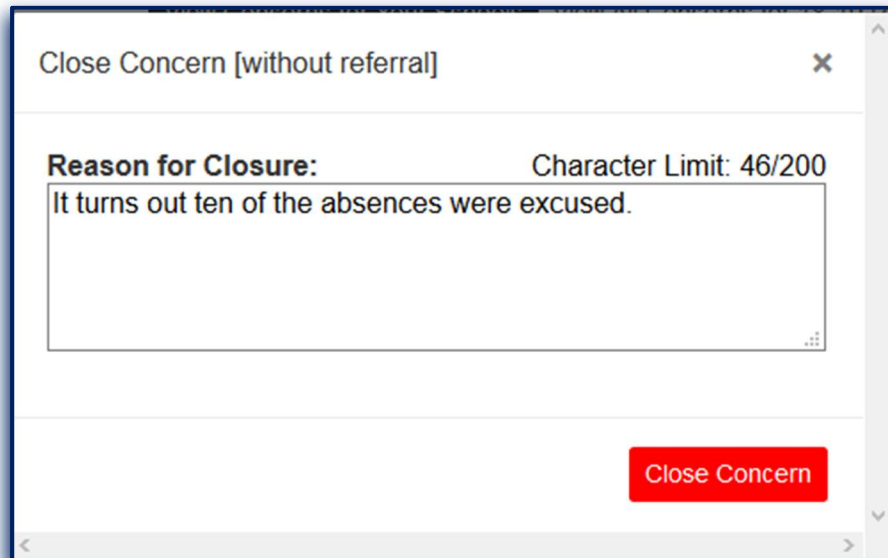 Close Concern [without referral] ×
Reason for Closure: Character Limit: 46/200
It turns out ten of the absences were excused.
Close Concern